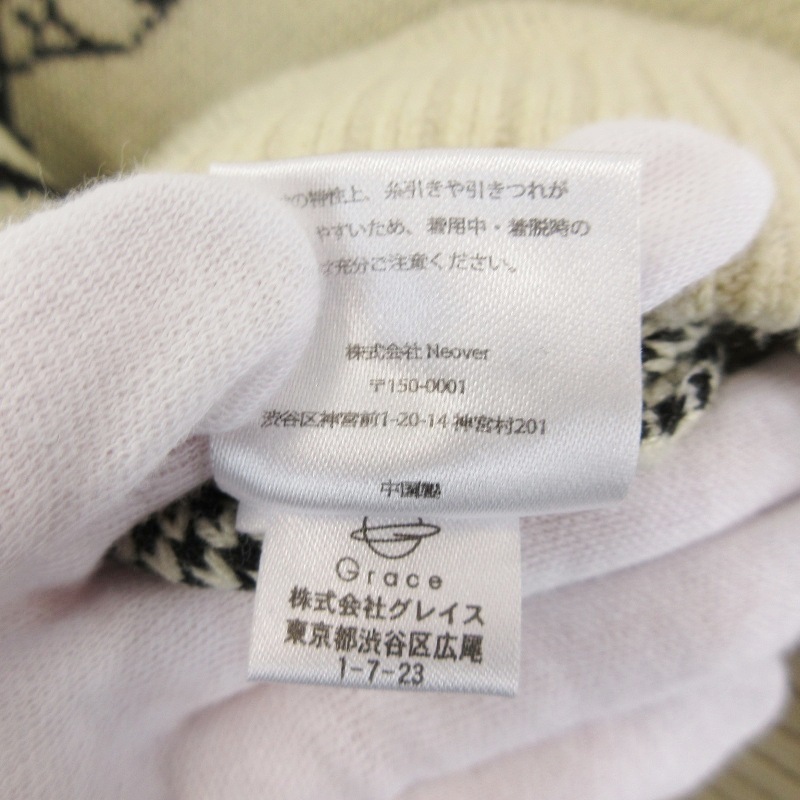 の特性上、糸引きや引きつれが
やすいため、着用中・着脱時の
充分ご注意ください。
株式会社 Neover
〒150-0001
渋谷区神宮前1-20-14 神宮村201
中国製
Grace
株式会社グレイス
東京都渋谷区広尾
1-7-23